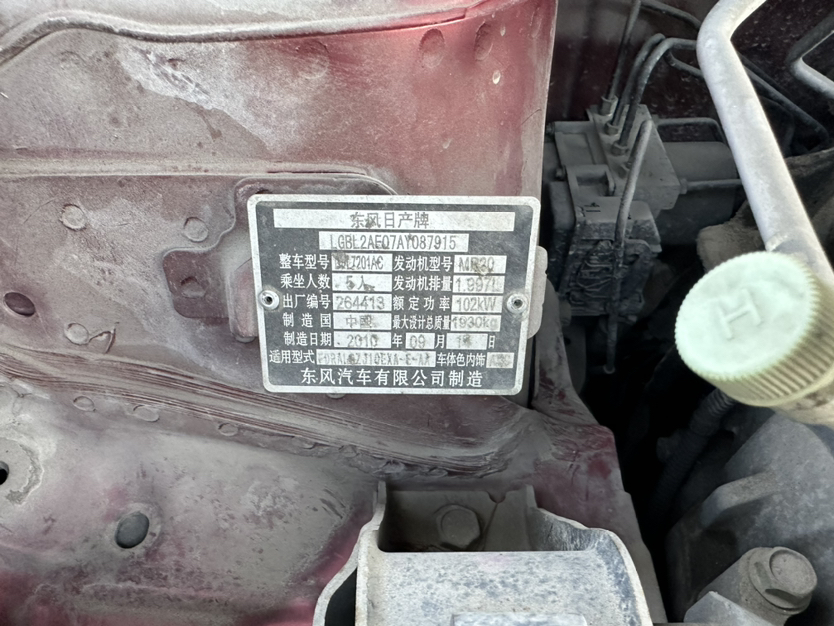 东风日产牌
LGBL2AE07AY087915
整车型号 7201AC 发动机型号 MR20
乘坐人数 5人 发动机排量 1.997L
出厂编号 264413 额定功率 102kW
制造国 中国 最大设计总质量 1930kg
制造日期 2010 年 09 月 日
适用型式 车体色内饰
东风汽车有限公司制造